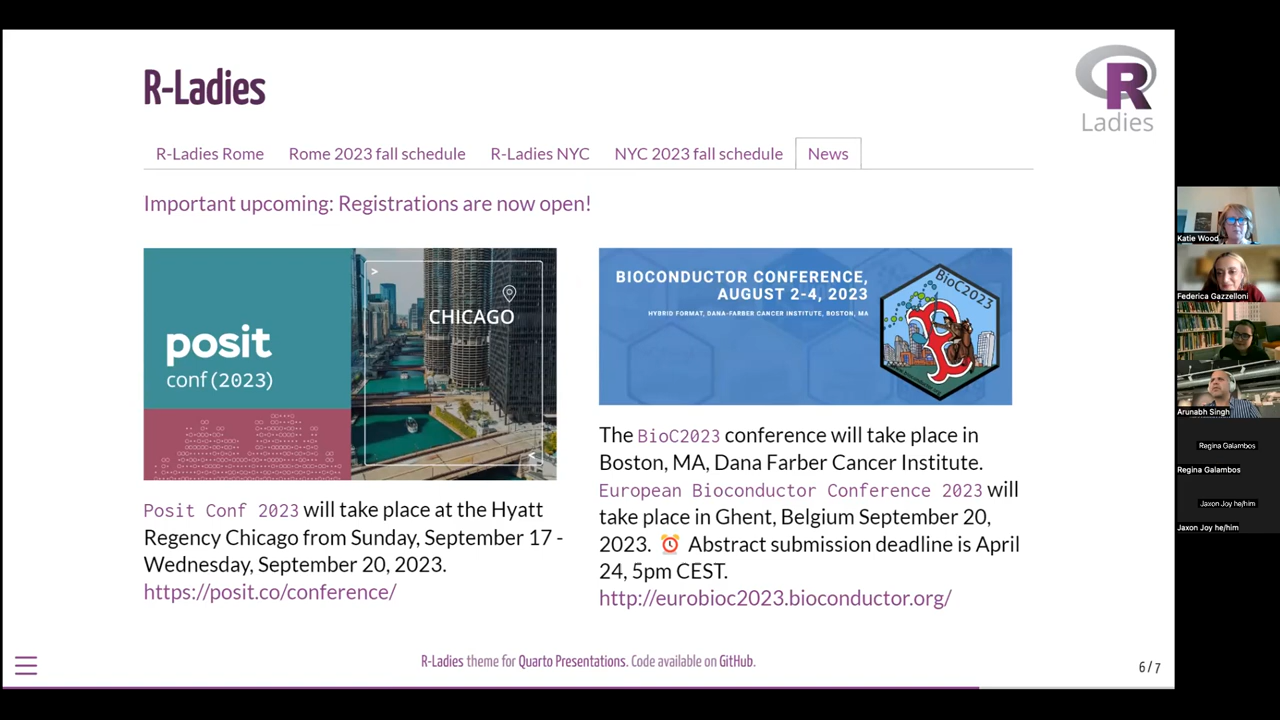 R-Ladies
R
Ladies
R-Ladies Rome
Rome 2023 fall schedule
R-Ladies NYC
NYC 2023 fall schedule
News
Important upcoming: Registrations are now open!
posit
conf(2023)
>
CHICAGO
<
BIOCONDUCTOR CONFERENCE,
AUGUST 2-4, 2023
HYBRID FORMAT, DANA-FARBER CANCER INSTITUTE, BOSTON, MA
BioC2023
Posit Conf 2023 will take place at the Hyatt
Regency Chicago from Sunday, September 17 -
Wednesday, September 20, 2023.
https://posit.co/conference/
The BioC2023 conference will take place in
Boston, MA, Dana Farber Cancer Institute.
European Bioconductor Conference 2023 will
take place in Ghent, Belgium September 20,
2023. ⏰ Abstract submission deadline is April
24, 5pm CEST.
http://eurobioc2023.bioconductor.org/
R-Ladies theme for Quarto Presentations. Code available on GitHub.
6 / 7
Katie Wood
Federica Gazzelloni
Arunabh Singh
Regina Galambos
Regina Galambos
Jaxon Joy he/him
Jaxon Joy he/him